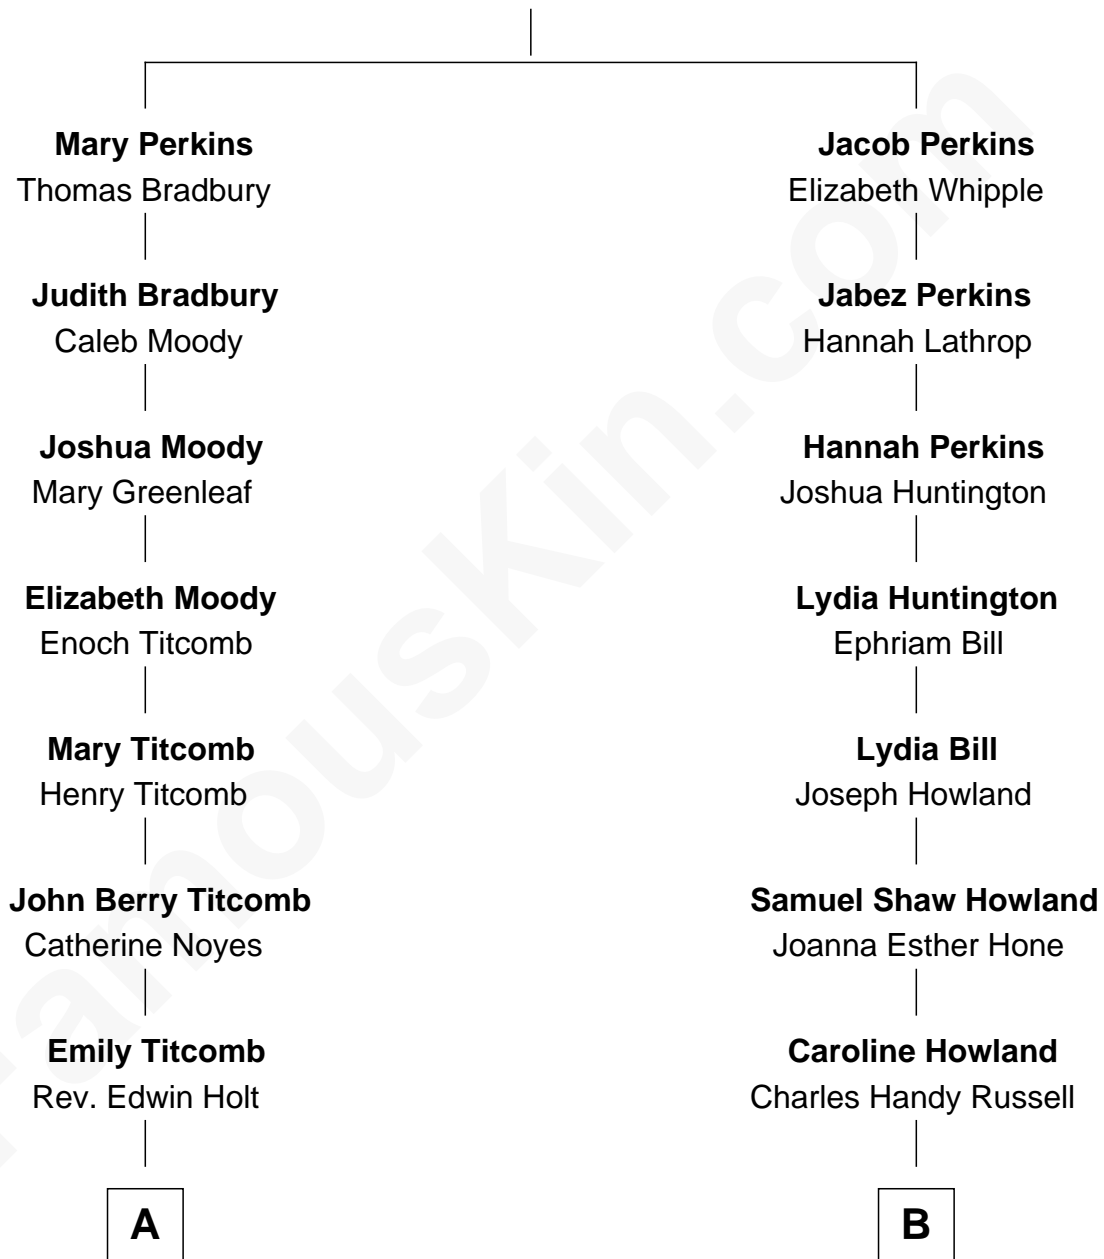 Mary Perkins
Thomas Bradbury
Judith Bradbury
Caleb Moody
Joshua Moody
Mary Greenleaf
Elizabeth Moody
Enoch Titcomb
Mary Titcomb
Henry Titcomb
John Berry Titcomb
Catherine Noyes
Emily Titcomb
Rev. Edwin Holt
A
Jacob Perkins
Elizabeth Whipple
Jabez Perkins
Hannah Lathrop
Hannah Perkins
Joshua Huntington
Lydia Huntington
Ephriam Bill
Lydia Bill
Joseph Howland
Samuel Shaw Howland
Joanna Esther Hone
Caroline Howland
Charles Handy Russell
B
FamousKin.com